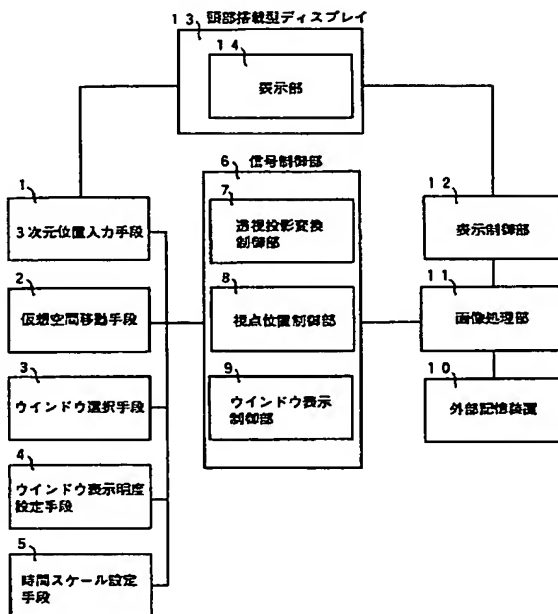 13 頭部搭載型ディスプレイ
14
表示部
6 信号制御部
7
透視投影変換
制御部
8
視点位置制御部
9
ウインドウ表示
制御部
1
3次元位置入力手段
2
仮想空間移動手段
3
ウインドウ選択手段
4
ウインドウ表示明度
設定手段
5
時間スケール設定
手段
12
表示制御部
11
画像処理部
10
外部記憶装置